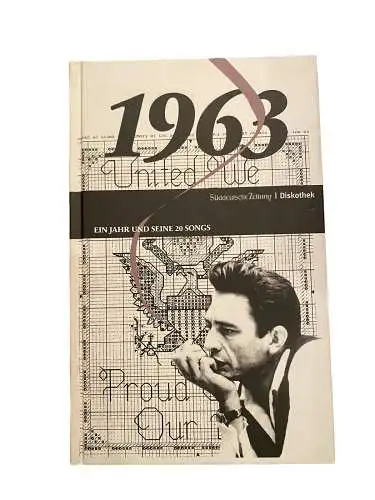 1963
United We
Süddeutsche Zeitung | Diskothek
EIN JAHR UND SEINE 20 SONGS
Proud
Our